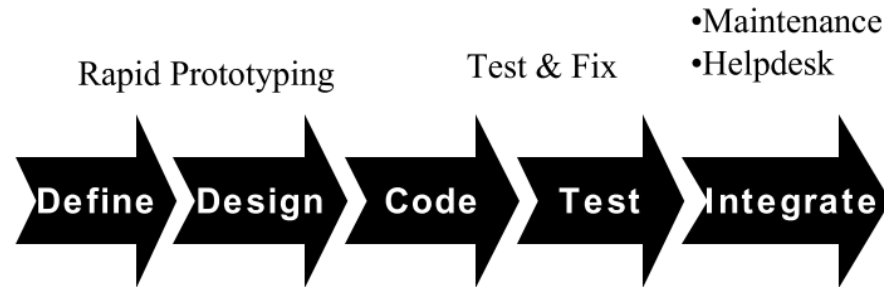 •Maintenance
•Helpdesk
Rapid Prototyping
Test & Fix
Define
Design
Code
Test
Integrate